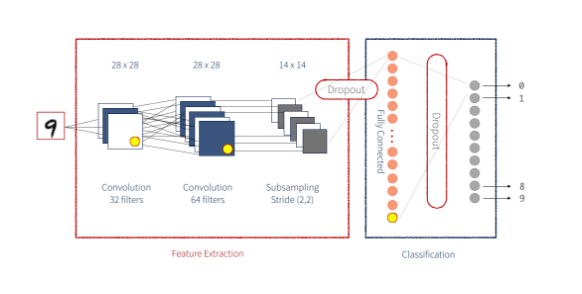 28 x 28
28 x 28
14 x 14
9
Dropout
Fully Connected
Dropout
0
1
8
9
Convolution
32 filters
Convolution
64 filters
Subsampling
Stride (2,2)
Feature Extraction
Classification